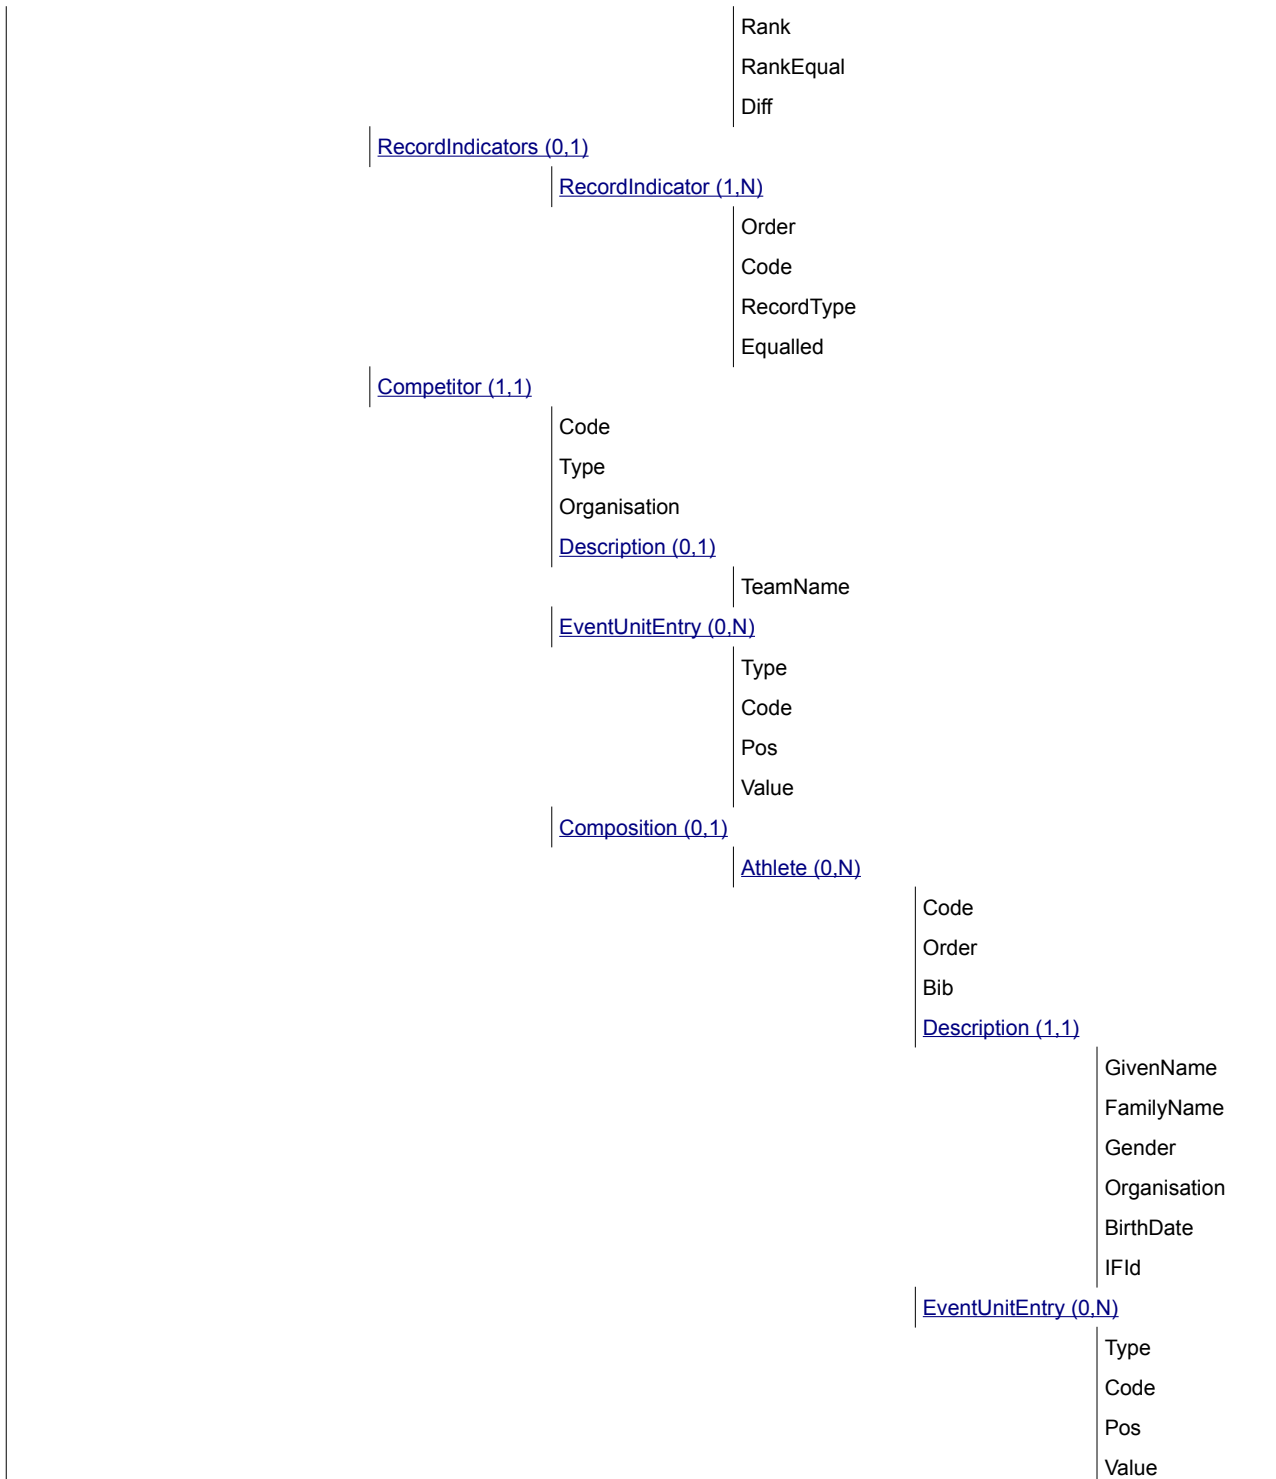 Rank
RankEqual
Diff
RecordIndicators (0,1)
RecordIndicator (1,N)
Order
Code
RecordType
Equalled
Competitor (1,1)
Code
Type
Organisation
Description (0,1)
TeamName
EventUnitEntry (0,N)
Type
Code
Pos
Value
Composition (0,1)
Athlete (0,N)
Code
Order
Bib
Description (1,1)
GivenName
FamilyName
Gender
Organisation
BirthDate
IFId
EventUnitEntry (0,N)
Type
Code
Pos
Value